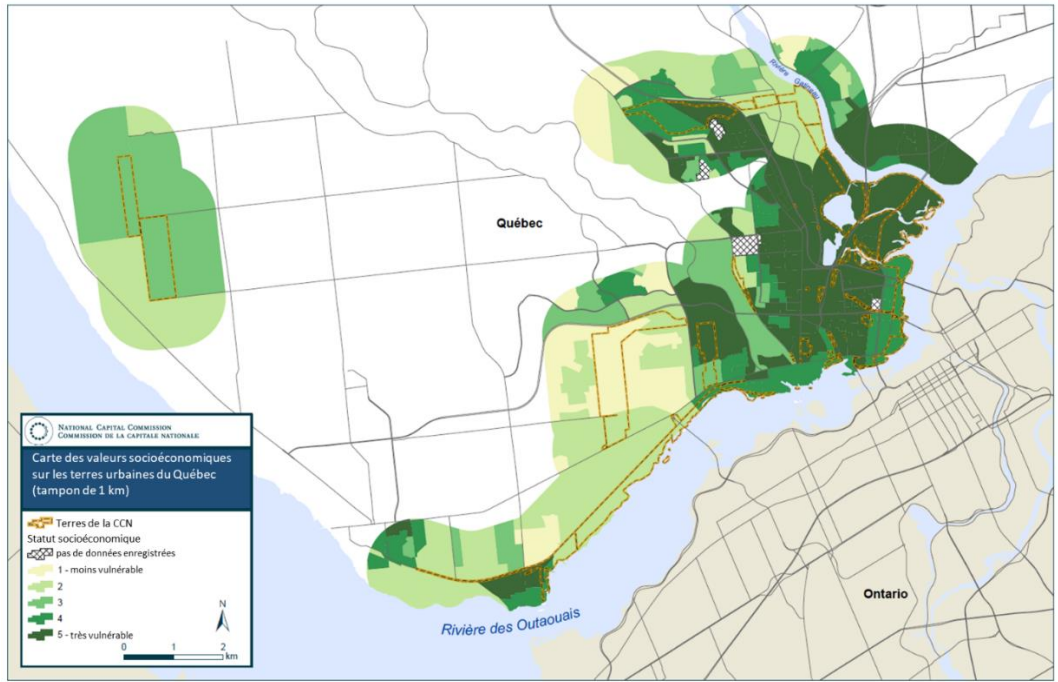 Rivière Gatineau
Québec
NATIONAL CAPITAL COMMISSION
COMMISSION DE LA CAPITALE NATIONALE
Carte des valeurs socioéconomiques
sur les terres urbaines du Québec
(tampon de 1 km)
Terres de la CCN
Statut socioéconomique
pas de données enregistrées
1 - moins vulnérable
2
3
4
5 - très vulnérable
N
0 1 2
km
Ontario
Rivière des Outaouais